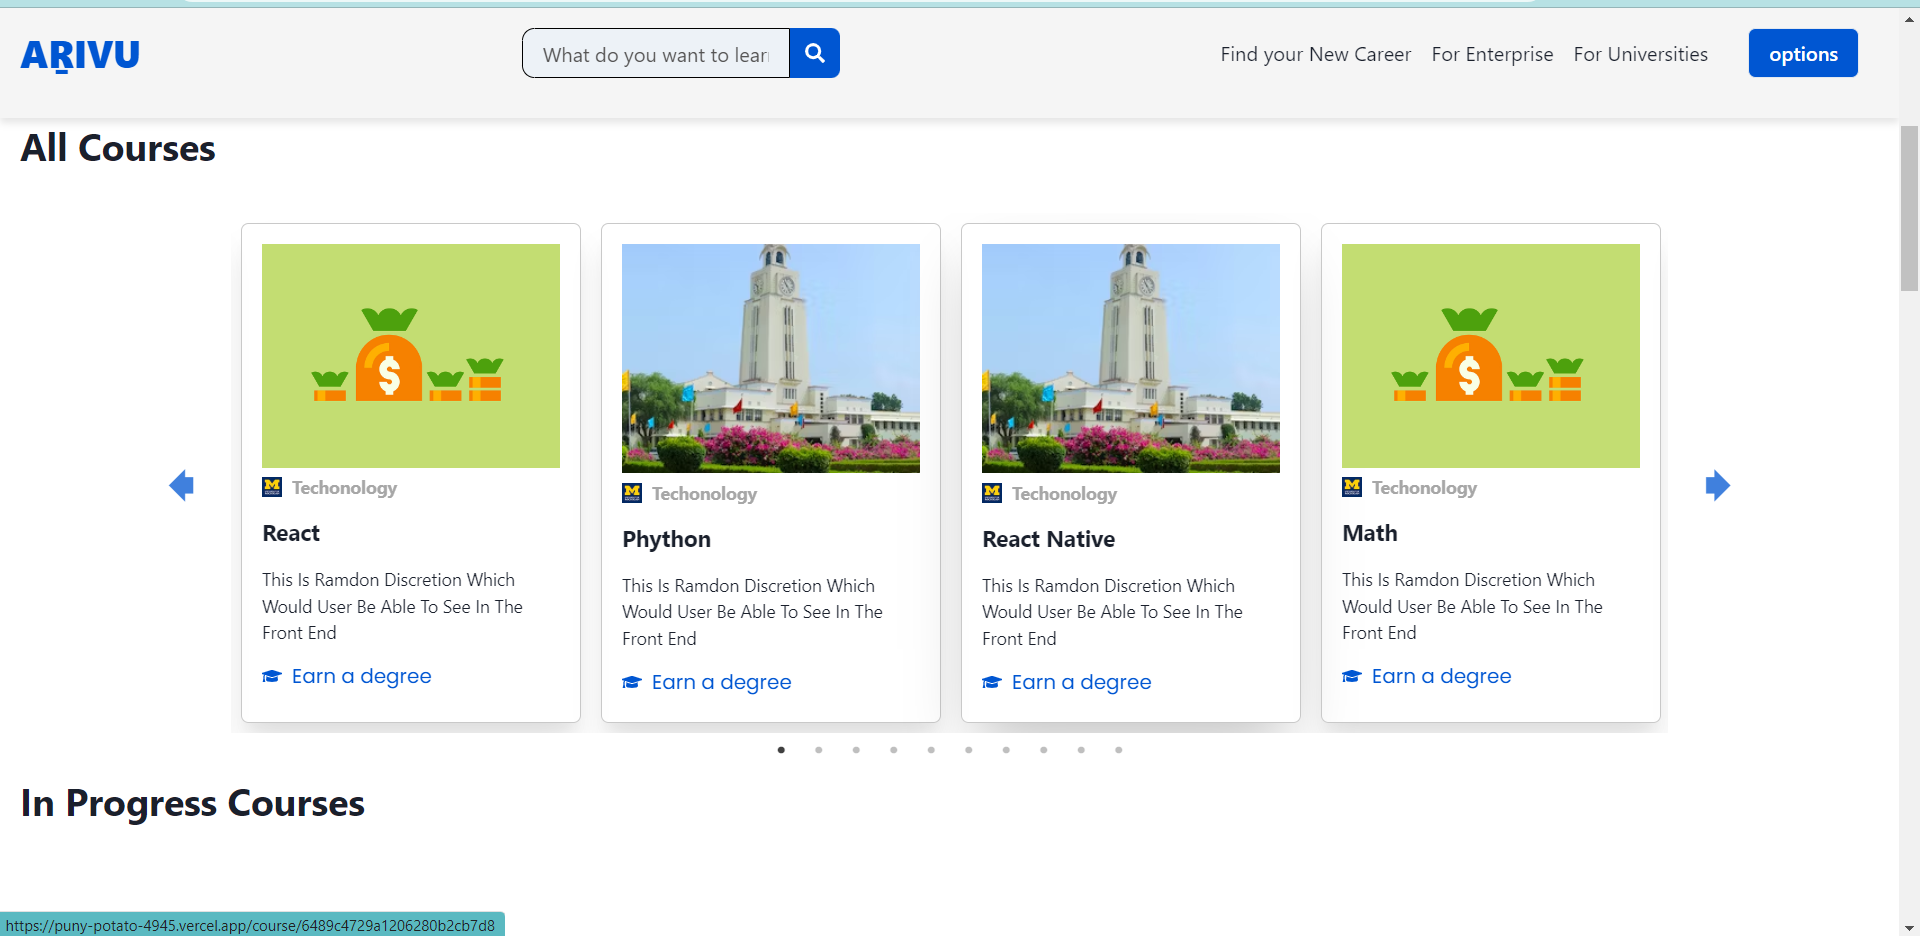 AṞIVU
What do you want to lear
Find your New Career For Enterprise For Universities options
All Courses
$
Techonology
React
This Is Ramdon Discretion Which
Would User Be Able To See In The
Front End
Earn a degree
M
Techonology
Phython
This Is Ramdon Discretion Which
Would User Be Able To See In The
Front End
Earn a degree
M
Techonology
React Native
This Is Ramdon Discretion Which
Would User Be Able To See In The
Front End
Earn a degree
$
M
Techonology
Math
This Is Ramdon Discretion Which
Would User Be Able To See In The
Front End
Earn a degree
In Progress Courses
https://puny-potato-4945.vercel.app/course/6489c4729a1206280b2cb7d8